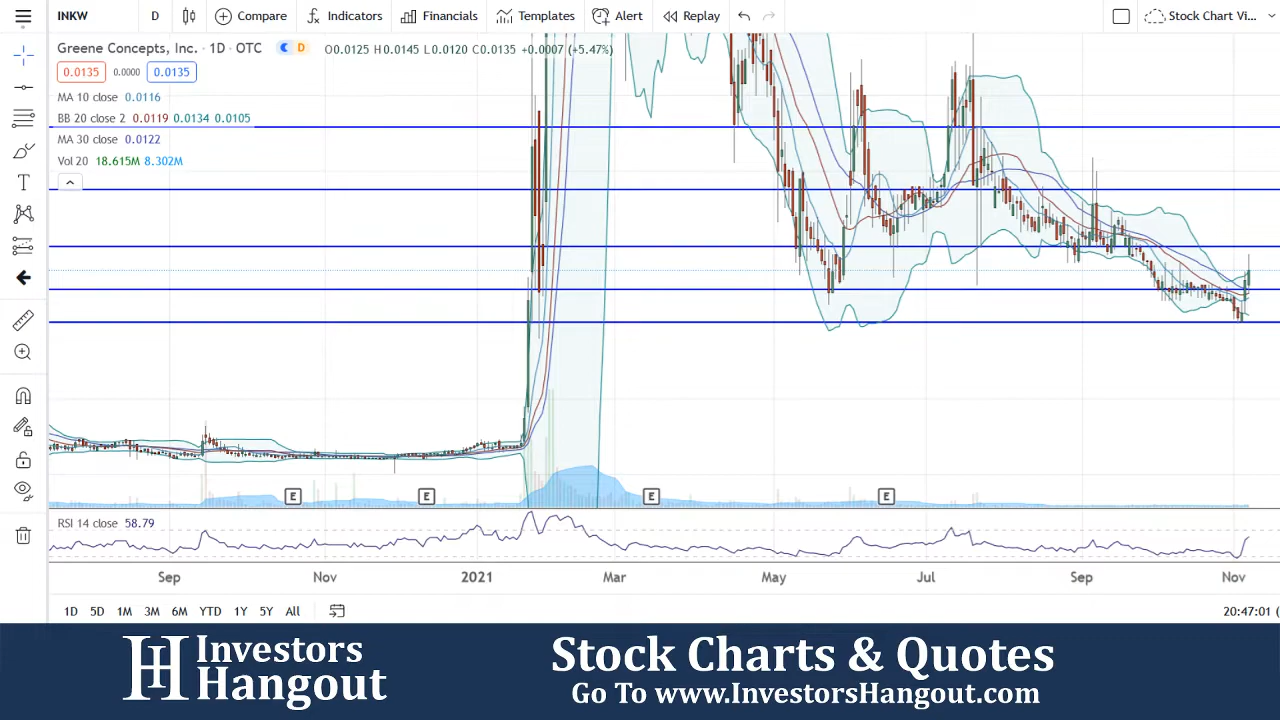 INKW D Compare Indicators Financials Templates Alert Replay Stock Chart Vi...
Greene Concepts, Inc. · 1D · OTC D O0.0125 H0.0145 L0.0120 C0.0135 +0.0007 (+5.47%)
0.0135 0.0000 0.0135
MA 10 close 0.0116
BB 20 close 2 0.0119 0.0134 0.0105
MA 30 close 0.0122
Vol 20 18.615M 8.302M
E E E E
RSI 14 close 58.79
Sep Nov 2021 Mar May Jul Sep Nov
1D 5D 1M 3M 6M YTD 1Y 5Y All 20:47:01
Investors
Hangout
Stock Charts & Quotes
Go To www.InvestorsHangout.com